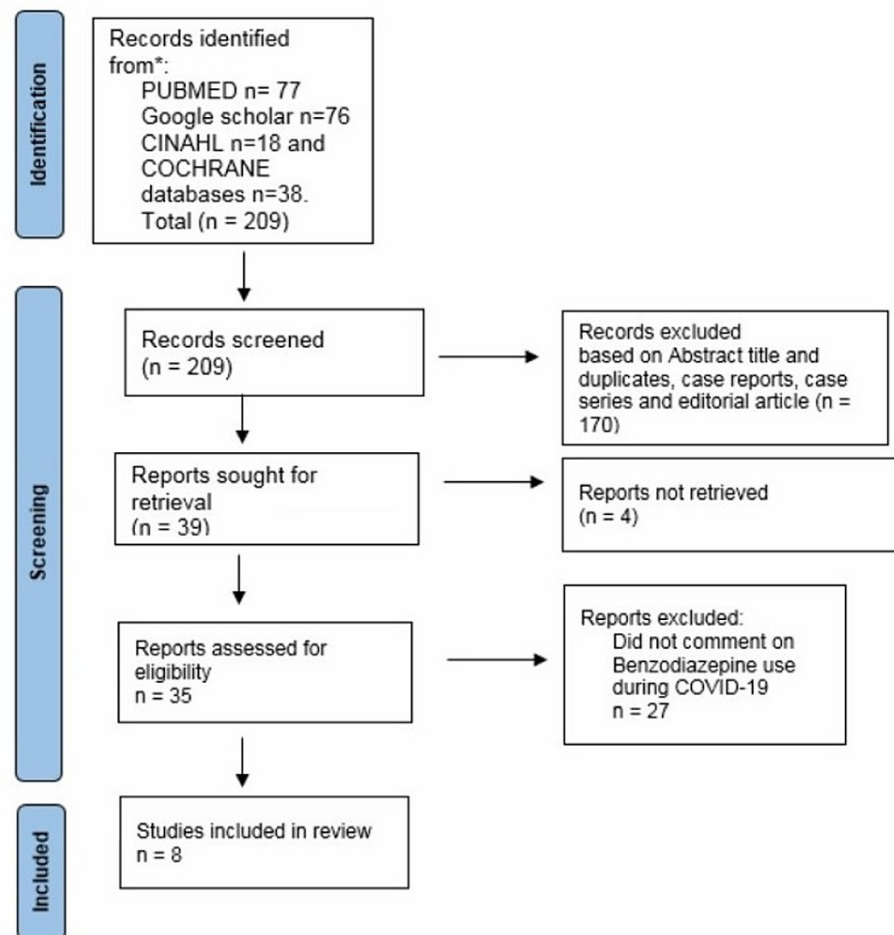 Identification
Records identified
from*:
PUBMED n= 77
Google scholar n=76
CINAHL n=18 and
COCHRANE
databases n=38.
Total (n = 209)
Screening
Records screened
(n = 209)
Records excluded
based on Abstract title and
duplicates, case reports, case
series and editorial article (n =
170)
Reports sought for
retrieval
(n = 39)
Reports not retrieved
(n = 4)
Reports assessed for
eligibility
n = 35
Reports excluded:
Did not comment on
Benzodiazepine use
during COVID-19
n = 27
Included
Studies included in review
n = 8